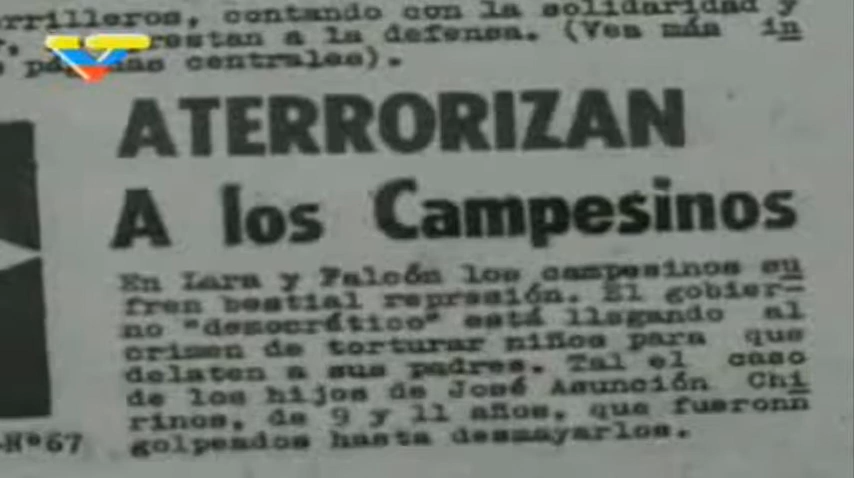 rrilleros, contando con la solidaridad y
restan a la defensa. (Vea más in
páginas centrales).
ATERRORIZAN
A los Campesinos
En Lara y Falcón los campesinos su
fren bestial represión. El gobier-
no "democrático" está llegando al
crimen de torturar niños para que
delaten a sus padres. Tal el caso
de los hijos de José Asunción Chi
rinos, de 9 y 11 años, que fueronn
golpeados hasta desmayarlos.
-Nº67